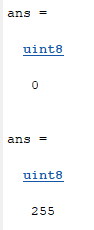 ans =
uint8
0
ans =
uint8
255